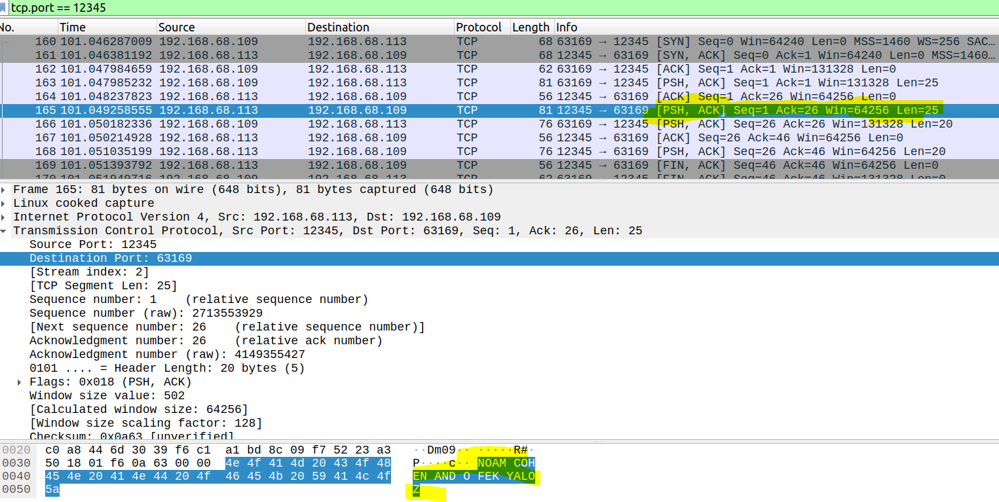 tcp.port == 12345
No. Time Source Destination Protocol Length Info
160 101.046287009 192.168.68.109 192.168.68.113 TCP 68 63169 → 12345 [SYN] Seq=0 Win=64240 Len=0 MSS=1460 WS=256 SAC…
161 101.046381192 192.168.68.113 192.168.68.109 TCP 68 12345 → 63169 [SYN, ACK] Seq=0 Ack=1 Win=64240 Len=0 MSS=1460…
162 101.047984659 192.168.68.109 192.168.68.113 TCP 62 63169 → 12345 [ACK] Seq=1 Ack=1 Win=131328 Len=0
163 101.047985232 192.168.68.109 192.168.68.113 TCP 81 63169 → 12345 [PSH, ACK] Seq=1 Ack=1 Win=131328 Len=25
164 101.048237823 192.168.68.113 192.168.68.109 TCP 56 12345 → 63169 [ACK] Seq=1 Ack=26 Win=64256 Len=0
165 101.049258555 192.168.68.113 192.168.68.109 TCP 81 12345 → 63169 [PSH, ACK] Seq=1 Ack=26 Win=64256 Len=25
166 101.050182336 192.168.68.109 192.168.68.113 TCP 76 63169 → 12345 [PSH, ACK] Seq=26 Ack=26 Win=131328 Len=20
167 101.050214928 192.168.68.113 192.168.68.109 TCP 56 12345 → 63169 [ACK] Seq=26 Ack=46 Win=64256 Len=0
168 101.051035199 192.168.68.113 192.168.68.109 TCP 76 12345 → 63169 [PSH, ACK] Seq=26 Ack=46 Win=64256 Len=20
169 101.051393792 192.168.68.113 192.168.68.109 TCP 56 12345 → 63169 [FIN, ACK] Seq=46 Ack=46 Win=64256 Len=0
170 101.051949716 192.168.68.109 192.168.68.113 TCP 62 63169 → 12345 [FIN, ACK] Seq=46 Ack=46 Win=131328 Len=0
Frame 165: 81 bytes on wire (648 bits), 81 bytes captured (648 bits)
Linux cooked capture
Internet Protocol Version 4, Src: 192.168.68.113, Dst: 192.168.68.109
Transmission Control Protocol, Src Port: 12345, Dst Port: 63169, Seq: 1, Ack: 26, Len: 25
Source Port: 12345
Destination Port: 63169
[Stream index: 2]
[TCP Segment Len: 25]
Sequence number: 1 (relative sequence number)
Sequence number (raw): 2713553929
[Next sequence number: 26 (relative sequence number)]
Acknowledgment number: 26 (relative ack number)
Acknowledgment number (raw): 4149355427
0101 .... = Header Length: 20 bytes (5)
Flags: 0x018 (PSH, ACK)
Window size value: 502
[Calculated window size: 64256]
[Window size scaling factor: 128]
Checksum: 0x0a63 [unverified]
0020 c0 a8 44 6d 30 39 f6 c1 a1 bd 8c 09 f7 52 23 a3 ··Dm09·· ·····R#·
0030 50 18 01 f6 0a 63 00 00 4e 4f 41 4d 20 43 4f 48 P····c·· NOAM COH
0040 45 4e 20 41 4e 44 20 4f 46 45 4b 20 59 41 4c 4f EN AND O FEK YALO
0050 5a Z